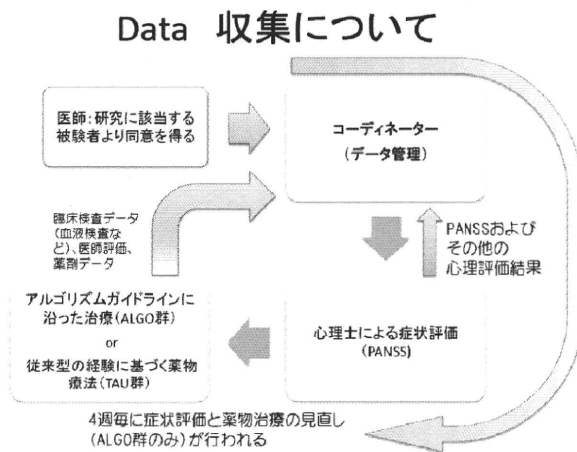 Data 収集について
医師:研究に該当する
被験者より同意を得る
コーディネーター
(データ管理)
臨床検査データ
(血液検査な
ど)、医師評価、
薬剤データ
PANSSおよび
その他の
心理評価結果
アルゴリズムガイドラインに
沿った治療(ALGO群)
or
従来型の経験に基づく薬物
療法(TAU群)
心理士による症状評価
(PANSS)
4週毎に症状評価と薬物治療の見直し
(ALGO群のみ)が行われる